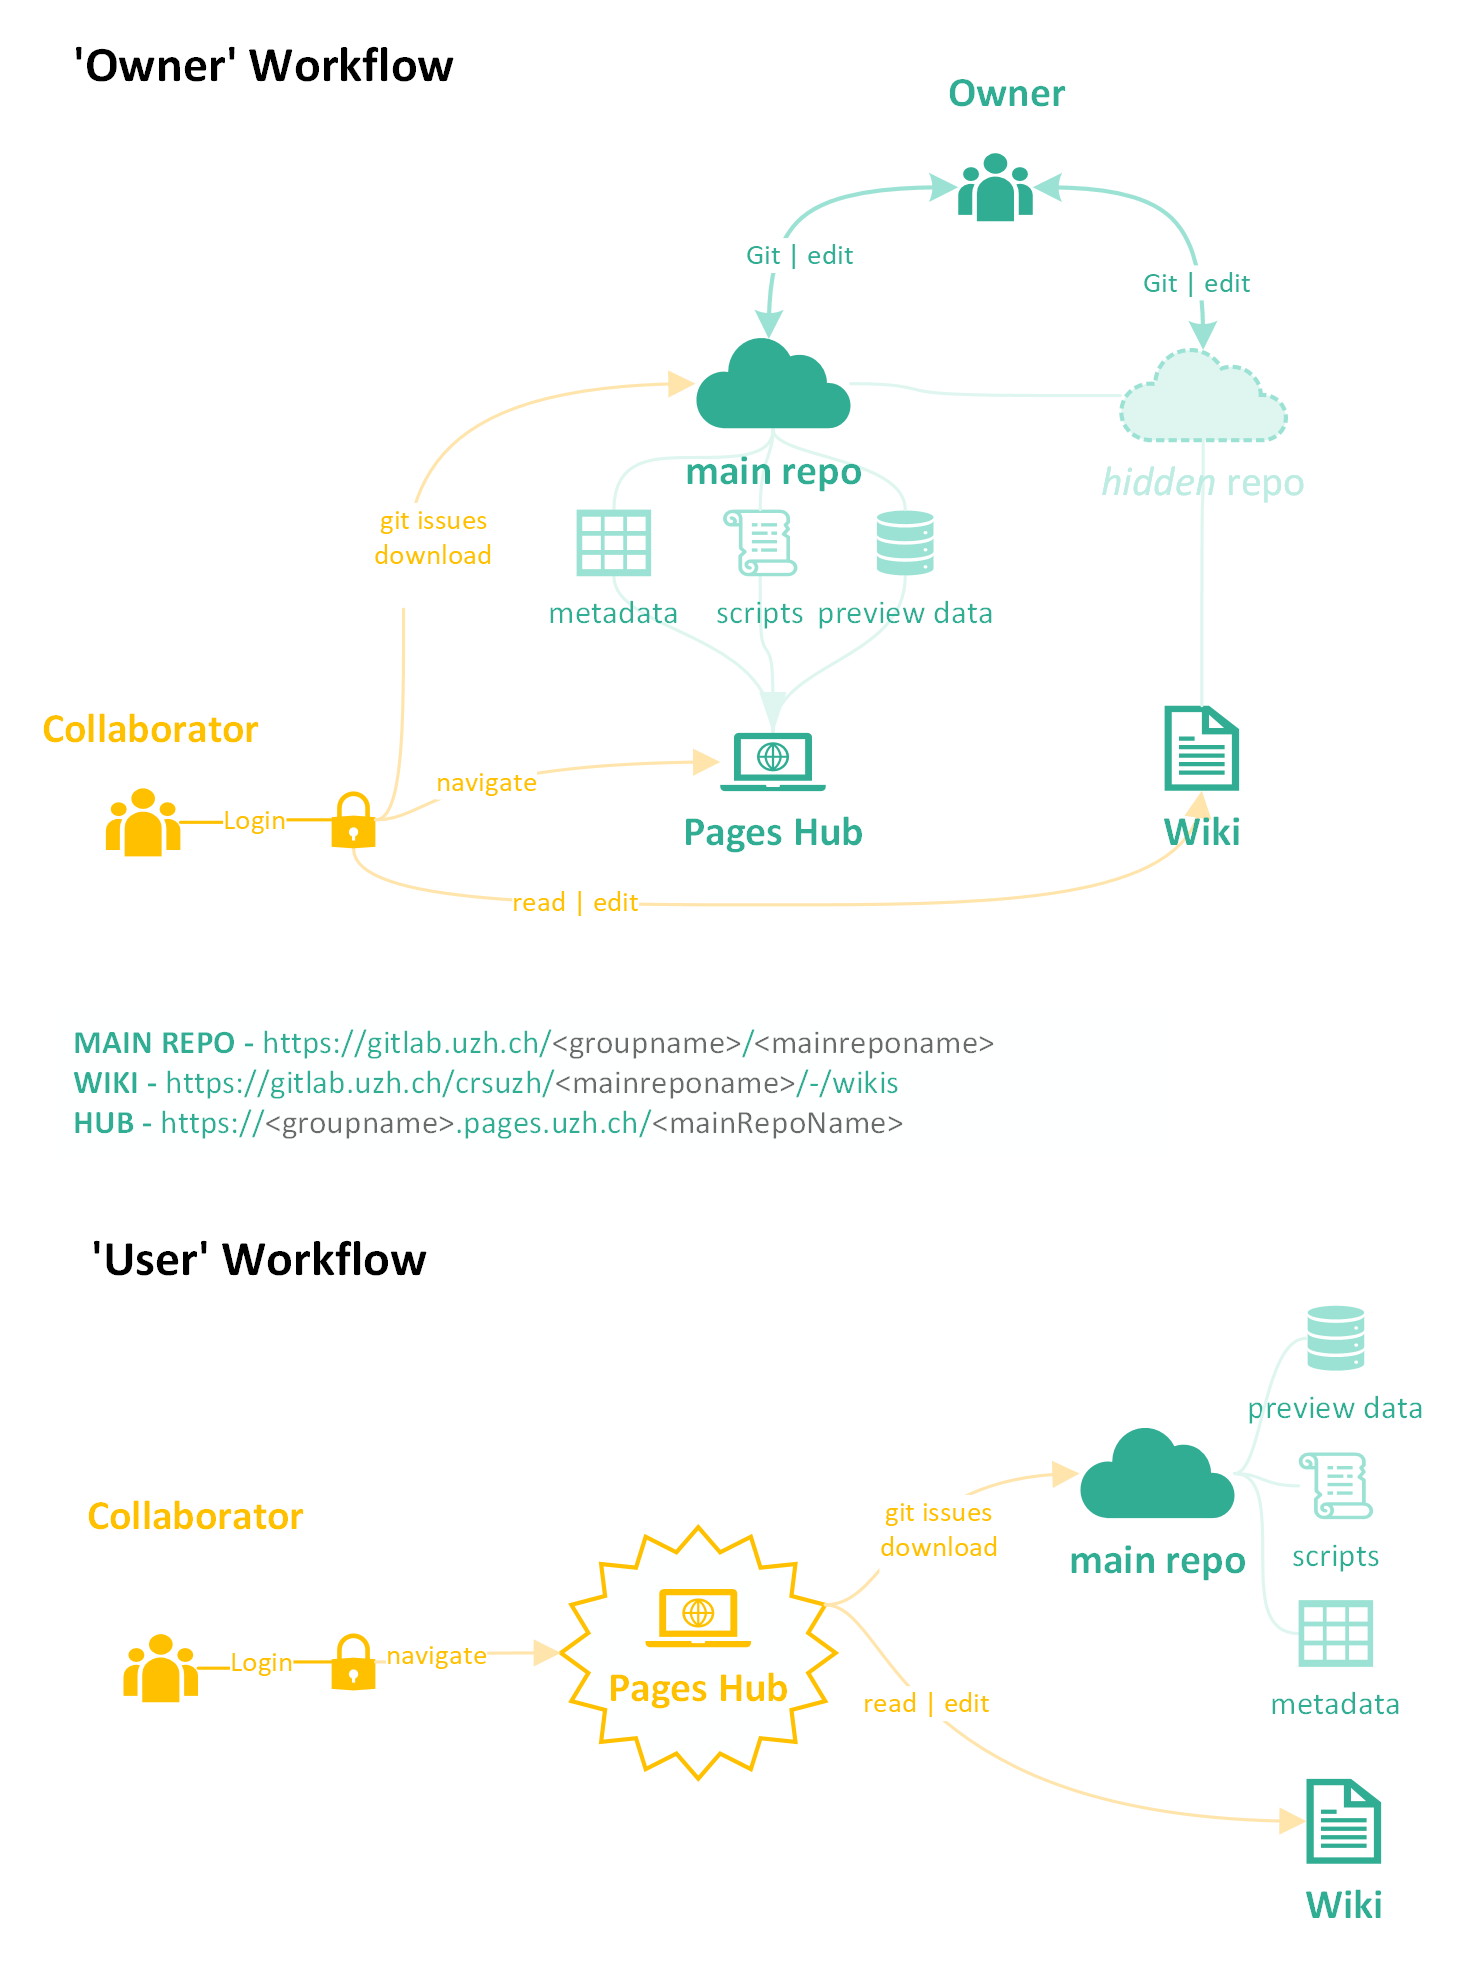 'Owner' Workflow
Owner
Git | edit
Git | edit
main repo
hidden repo
git issues
download
metadata
scripts
preview data
Collaborator
navigate
Login
Pages Hub
Wiki
read | edit
MAIN REPO - https://gitlab.uzh.ch/<groupname>/<mainreponame>
WIKI - https://gitlab.uzh.ch/crsuzh/<mainreponame>/-/wikis
HUB - https://<groupname>.pages.uzh.ch/<mainRepoName>
'User' Workflow
preview data
Collaborator
git issues
download
main repo
scripts
Login
navigate
Pages Hub
read | edit
metadata
Wiki